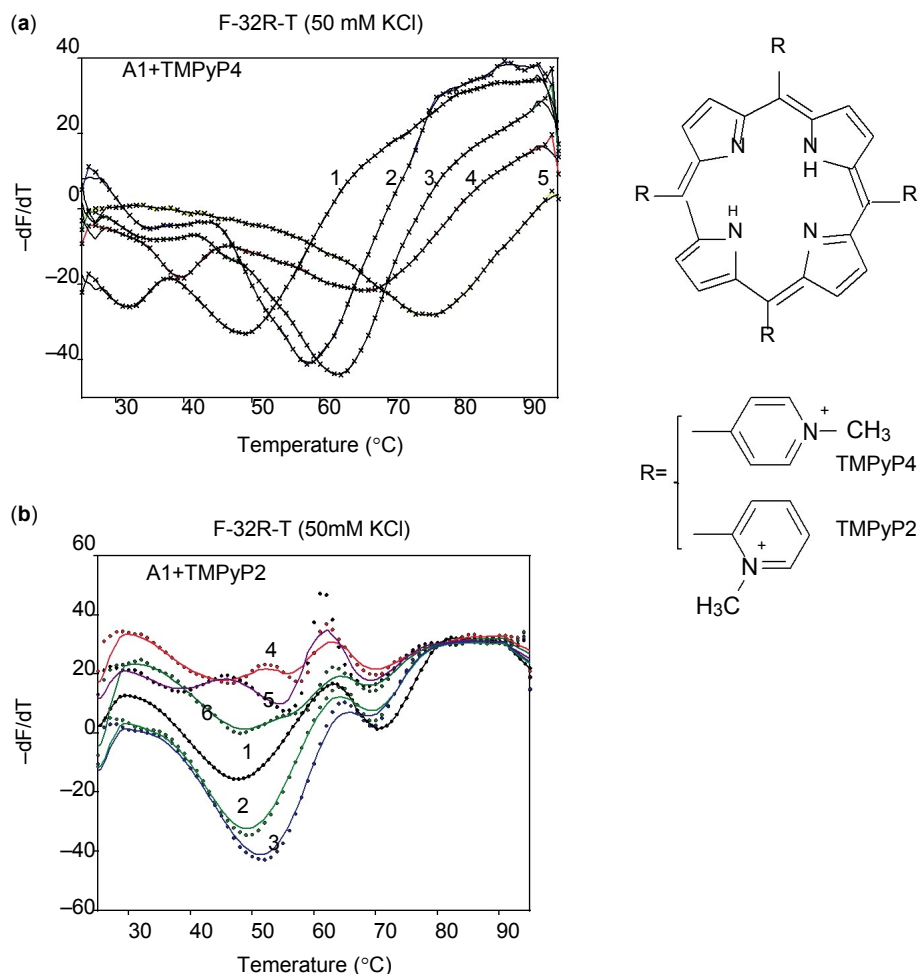 (a)
F-32R-T (50 mM KCl)
A1+TMPyP4
40
20
0
−20
−40
−dF/dT
1
2
3
4
5
30 40 50 60 70 80 90
Temperature (°C)
R
N
N
H
R
R
H
N
N
R
R=
+
N
CH3
TMPyP4
TMPyP2
+
N
H3C
(b)
F-32R-T (50mM KCl)
A1+TMPyP2
60
40
20
0
−20
−40
−60
−dF/dT
4
5
6
1
2
3
30 40 50 60 70 80 90
Temerature (°C)